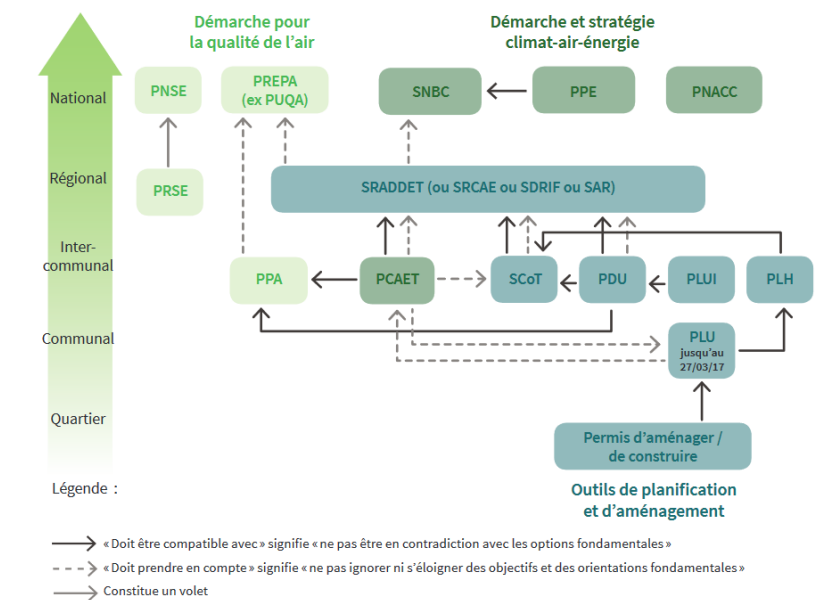 Démarche pour
la qualité de l’air
Démarche et stratégie
climat-air-énergie
National
PNSE
PREPA
(ex PUQA)
SNBC
PPE
PNACC
Régional
PRSE
SRADDET (ou SRCAE ou SDRIF ou SAR)
Inter-
communal
PPA
PCAET
SCoT
PDU
PLUI
PLH
Communal
PLU
jusqu’au
27/03/17
Quartier
Permis d’aménager /
de construire
Légende :
Outils de planification
et d’aménagement
« Doit être compatible avec » signifie « ne pas être en contradiction avec les options fondamentales »
« Doit prendre en compte » signifie « ne pas ignorer ni s’éloigner des objectifs et des orientations fondamentales »
Constitue un volet